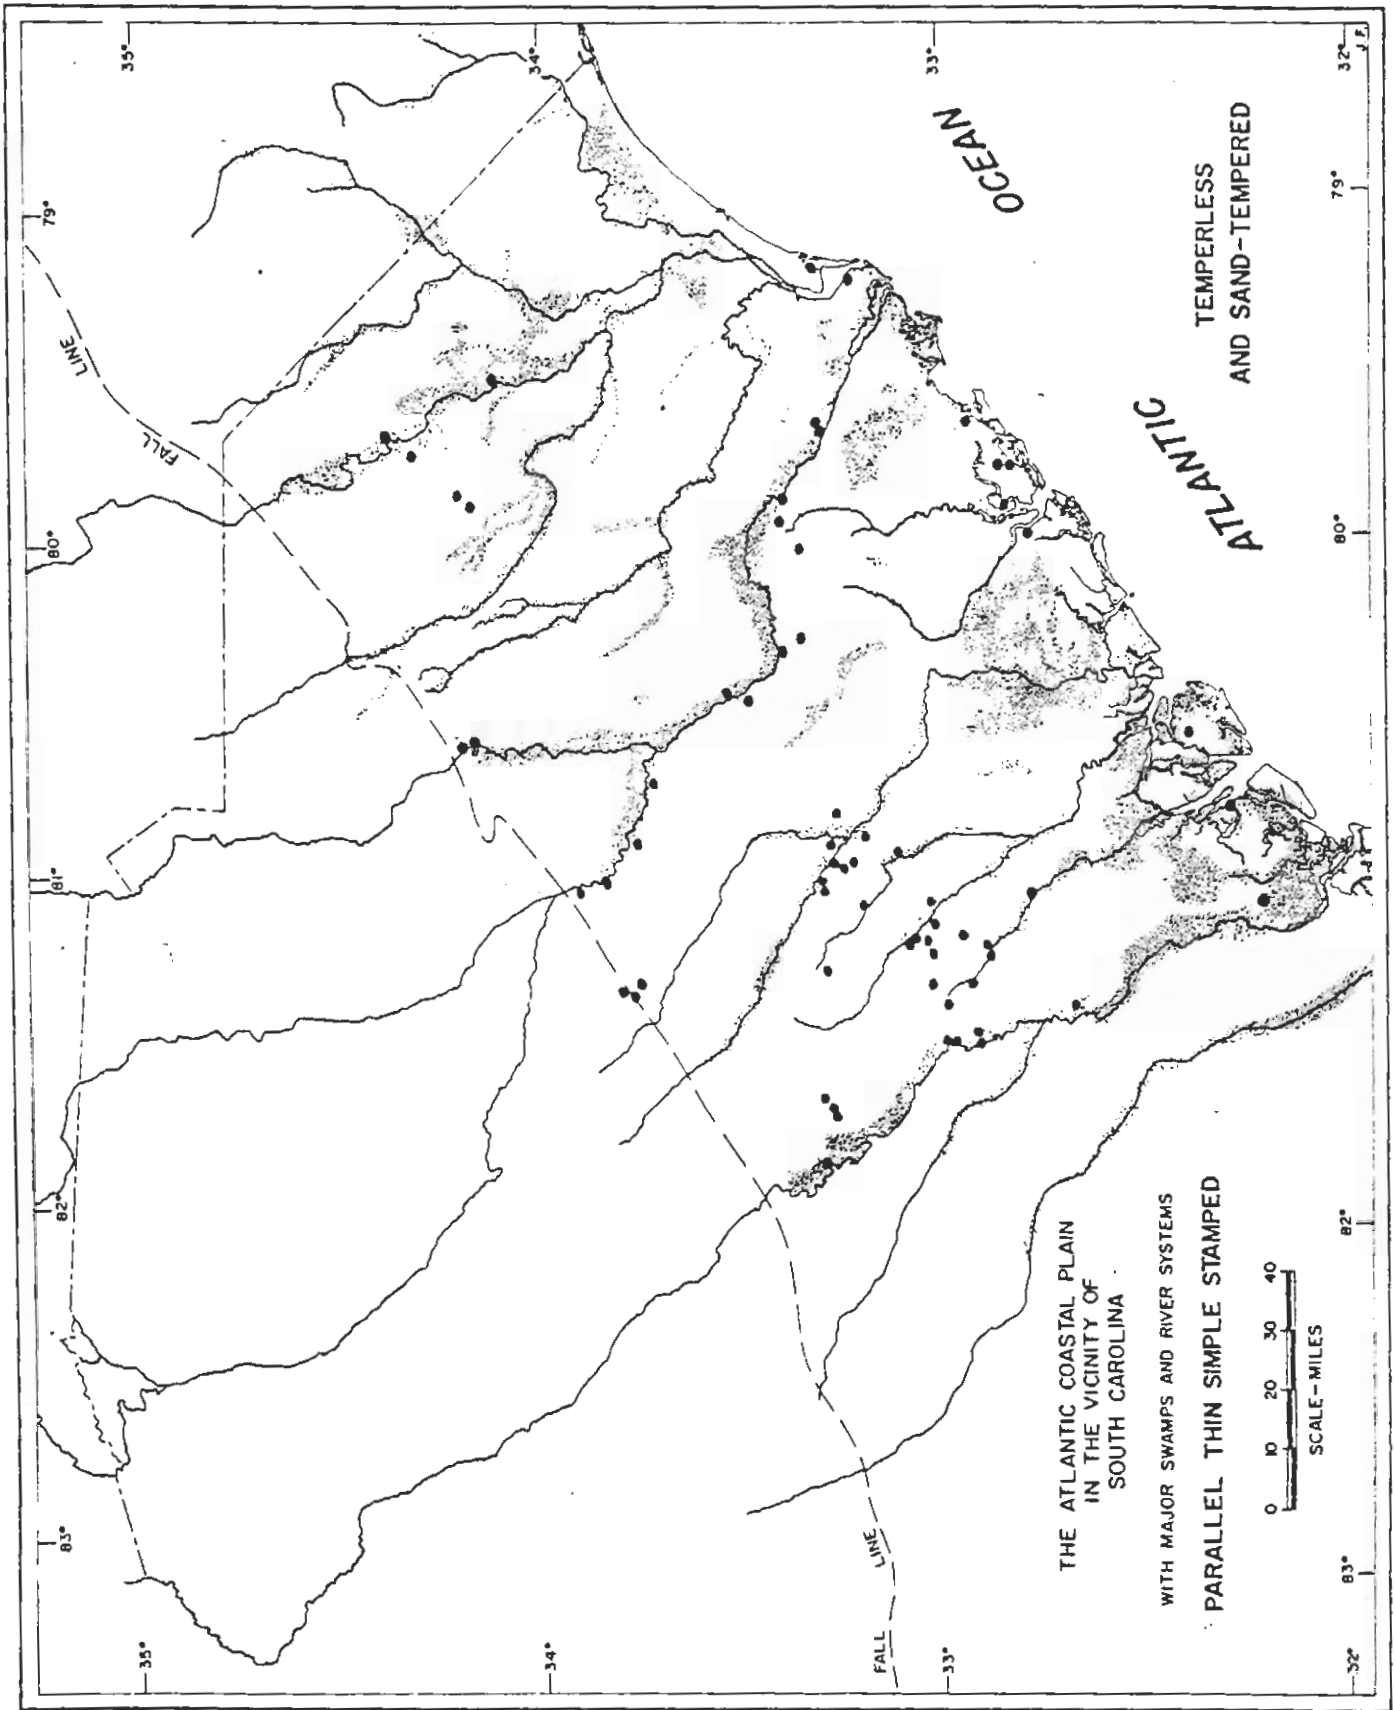 THE ATLANTIC COASTAL PLAIN
IN THE VICINITY OF
SOUTH CAROLINA
WITH MAJOR SWAMPS AND RIVER SYSTEMS
PARALLEL THIN SIMPLE STAMPED
0 10 20 30 40
SCALE-MILES
TEMPERLESS
AND SAND-TEMPERED
ATLANTIC
OCEAN
FALL
LINE
FALL
LINE
35°
34°
33°
32°
35°
34°
33°
32°
83°
82°
81°
80°
79°
83°
82°
80°
79°
J.F.